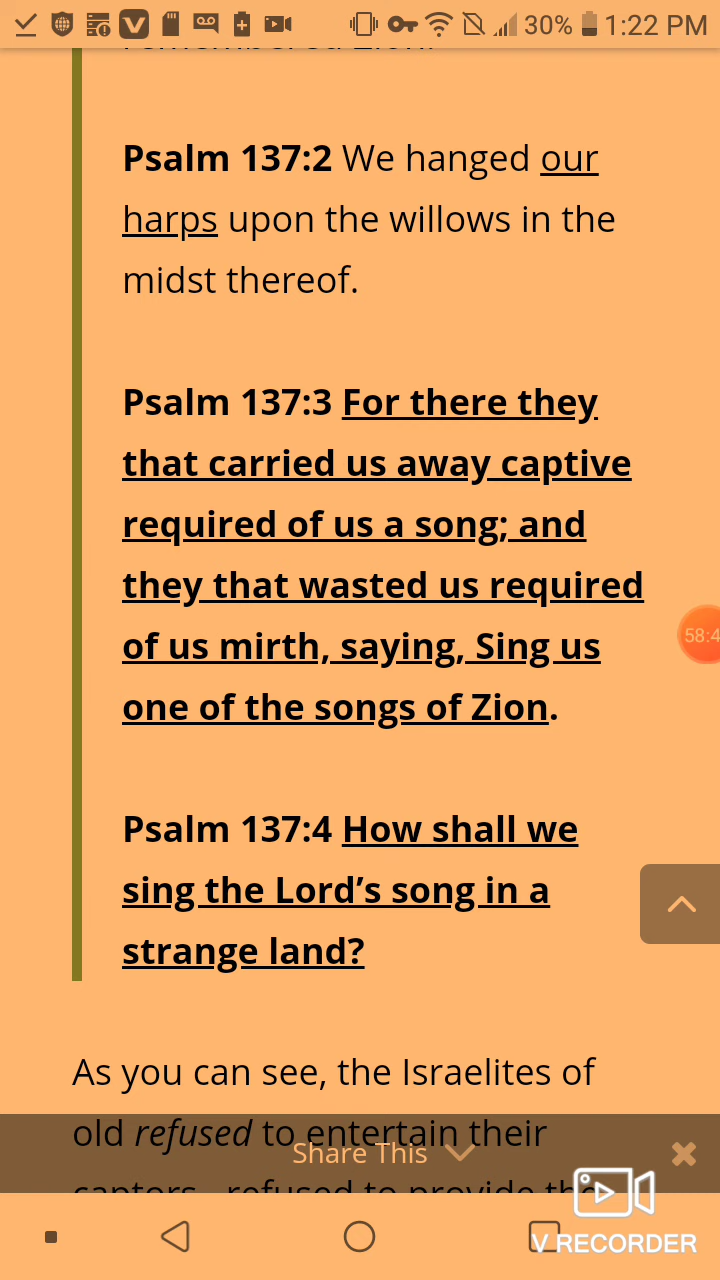 30% 1:22 PM
Psalm 137:2 We hanged our
harps upon the willows in the
midst thereof.
Psalm 137:3 For there they
that carried us away captive
required of us a song; and
they that wasted us required
of us mirth, saying, Sing us
58:4
one of the songs of Zion.
Psalm 137:4 How shall we
sing the Lord’s song in a
strange land?
As you can see, the Israelites of
old refused to entertain their
Share This
V RECORDER